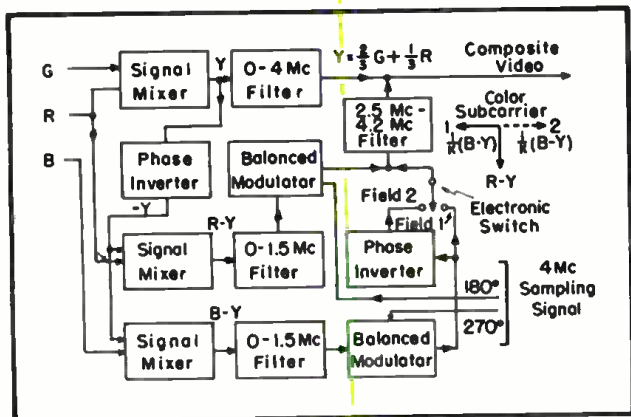 G
R
B
Signal
Mixer
Y
0-4 Mc
Filter
Y = 2/3 G + 1/3 R
Composite
Video
2.5 Mc-
4.2 Mc
Filter
Color
Subcarrier
1
2
1/K (B-Y)
1/K (B-Y)
R-Y
Phase
Inverter
-Y
Balanced
Modulator
Field 2
Field 1
Electronic
Switch
R-Y
Signal
Mixer
0-1.5 Mc
Filter
Phase
Inverter
180°
270°
4 Mc
Sampling
Signal
B-Y
Signal
Mixer
0-1.5 Mc
Filter
Balanced
Modulator